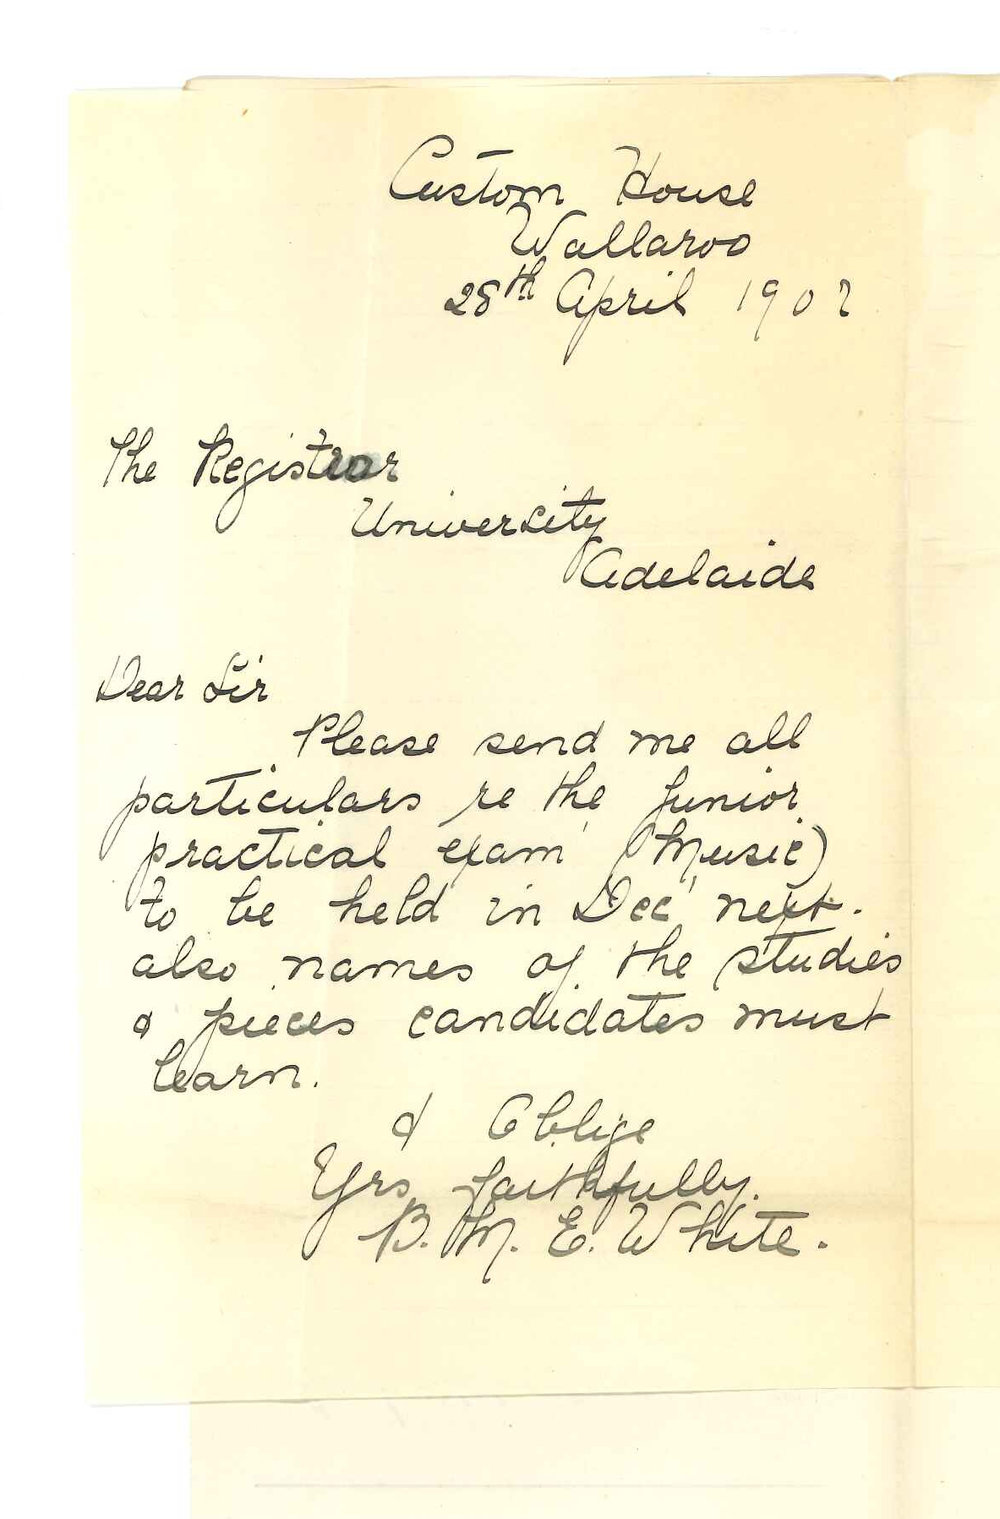 Custom House
Wallaroo
28th April 1902
The Registrar
University
Adelaide
Dear Sir
Please send me all
particulars re the Junior
practical exam' (Music)
to be held in Dec' next.
also names of the studies
& pieces candidates must
learn.
& Oblige
Yrs faithfully.
B. M. E. White.